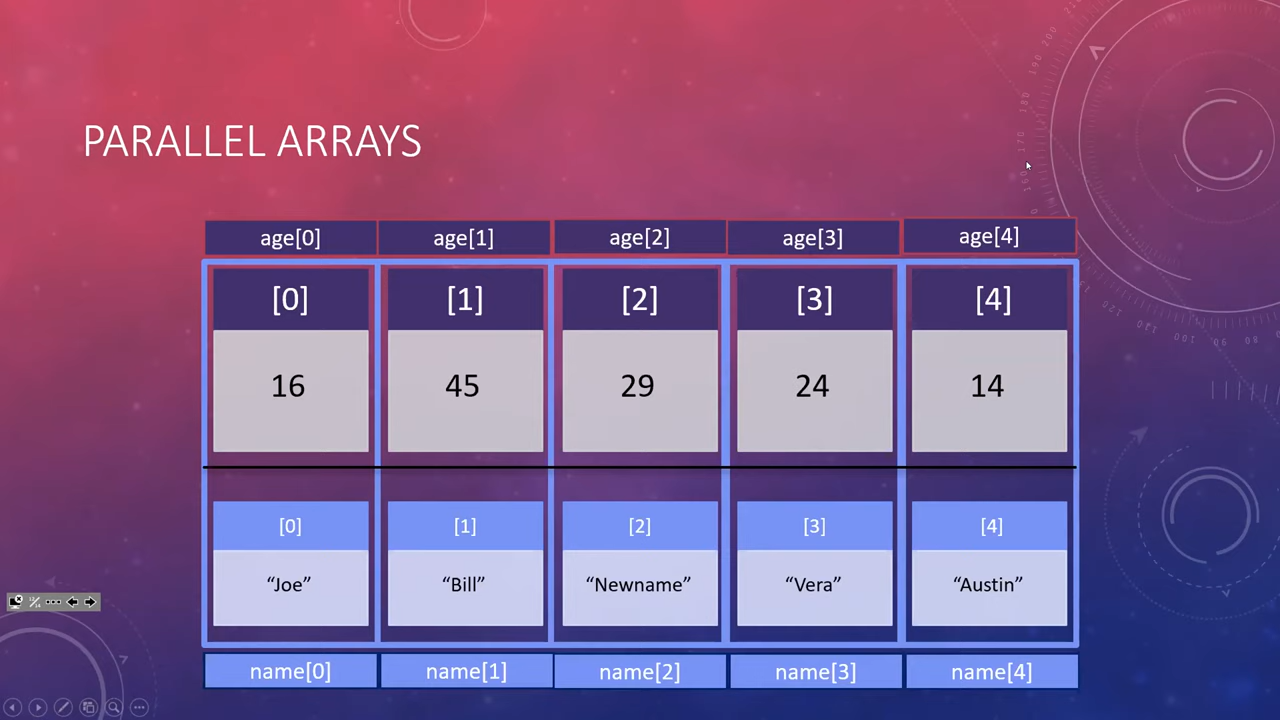 PARALLEL ARRAYS
age[0] age[1] age[2] age[3] age[4]
[0] [1] [2] [3] [4]
16 45 29 24 14
[0] [1] [2] [3] [4]
“Joe” “Bill” “Newname” “Vera” “Austin”
name[0] name[1] name[2] name[3] name[4]